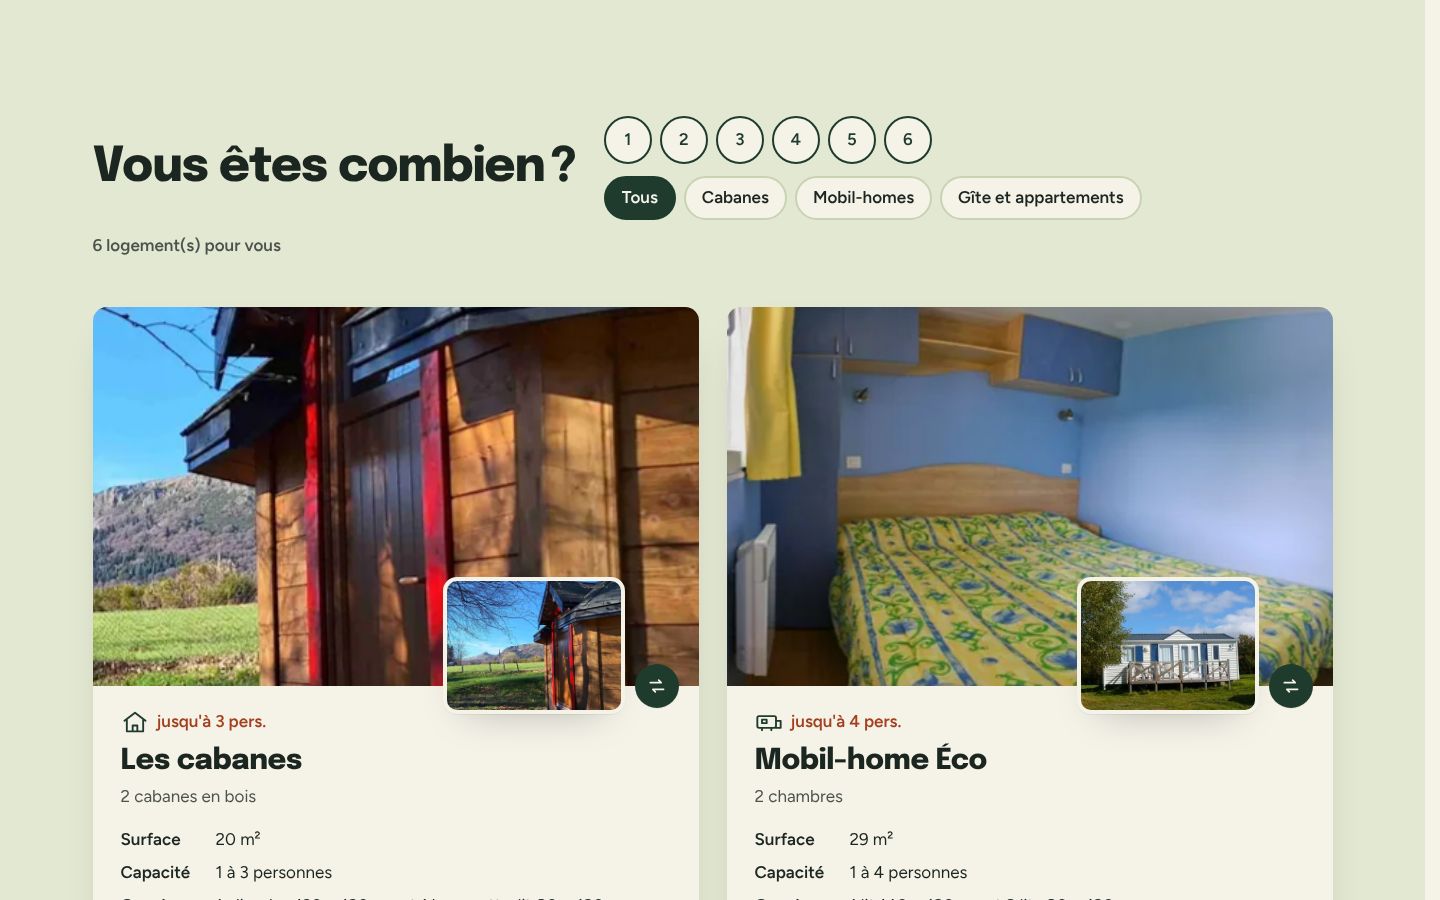 Vous êtes combien ?
1 2 3 4 5 6
Tous Cabanes Mobil-homes Gîte et appartements
6 logement(s) pour vous
jusqu'à 3 pers.
Les cabanes
2 cabanes en bois
Surface 20 m²
Capacité 1 à 3 personnes
jusqu'à 4 pers.
Mobil-home Éco
2 chambres
Surface 29 m²
Capacité 1 à 4 personnes